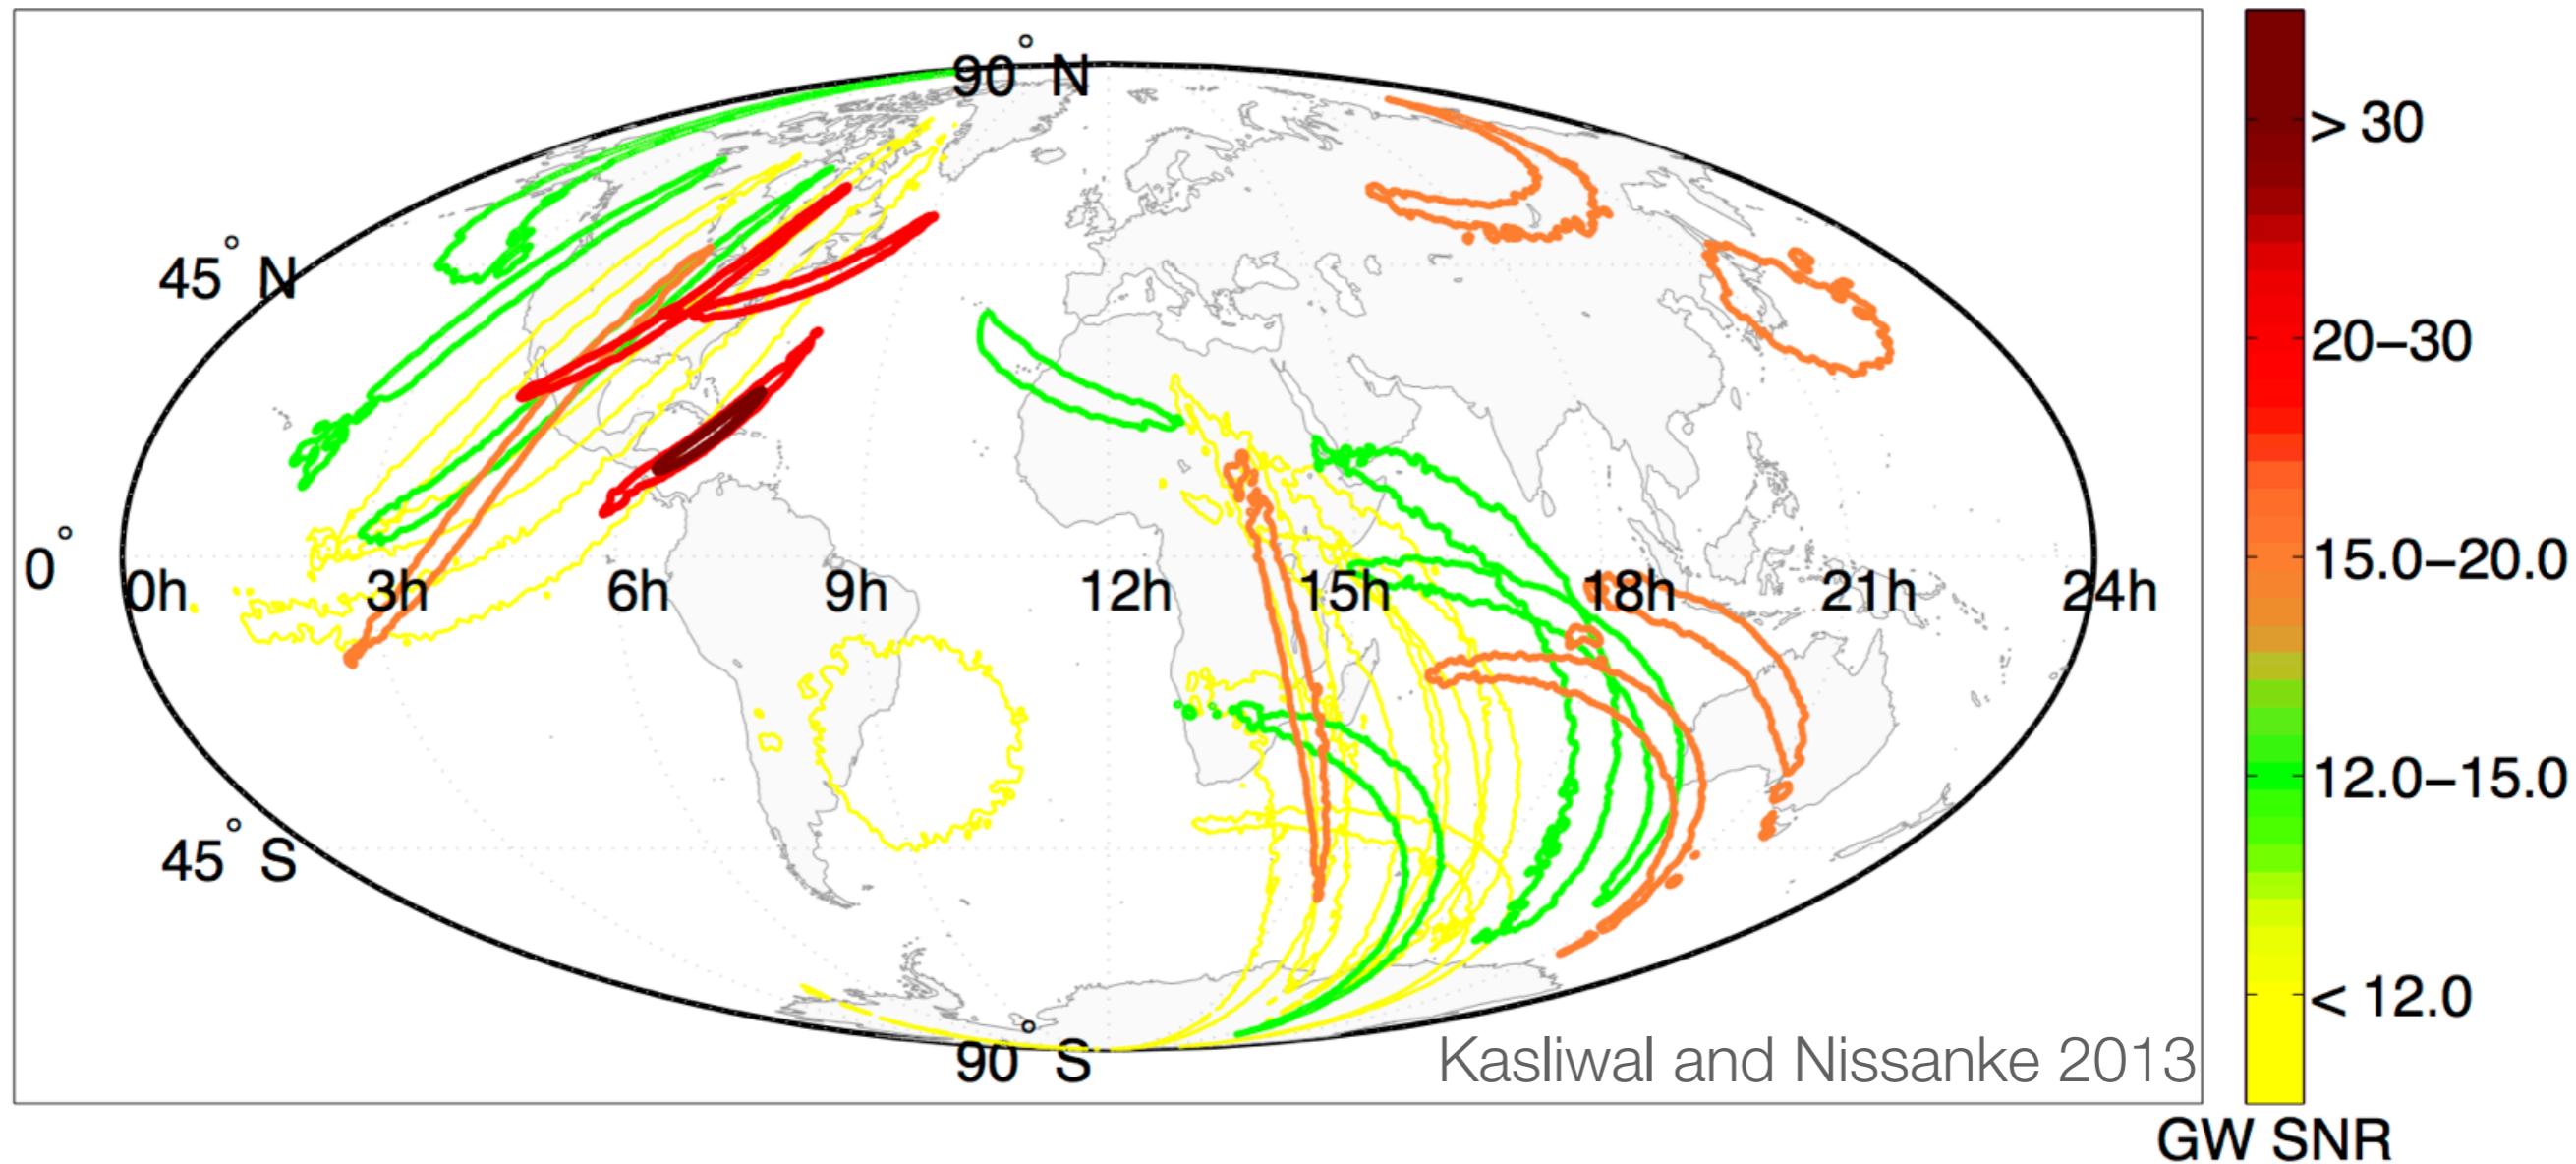 90° N
> 30
45° N
20–30
0°
15.0–20.0
0h 3h 6h 9h 12h 15h 18h 21h 24h
12.0–15.0
45° S
< 12.0
90° S
Kasliwal and Nissanke 2013
GW SNR